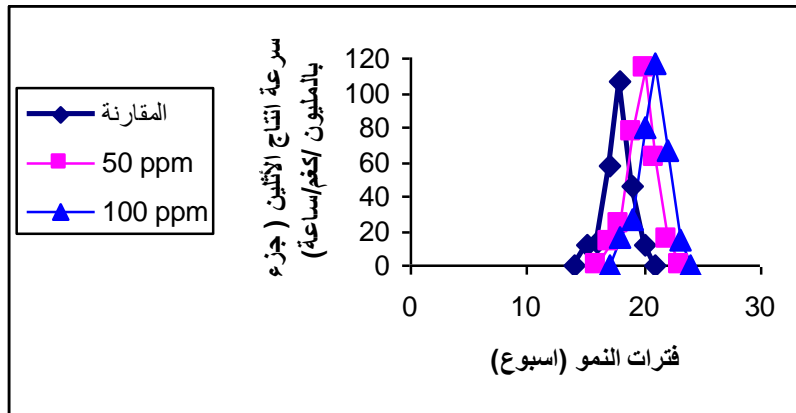 سرعة انتاج الأثلين ( جزء
بالمليون /كغم/ساعة)
120
100
80
60
40
20
0
0 10 20 30
فترات النمو (اسبوع)
المقارنة
50 ppm
100 ppm